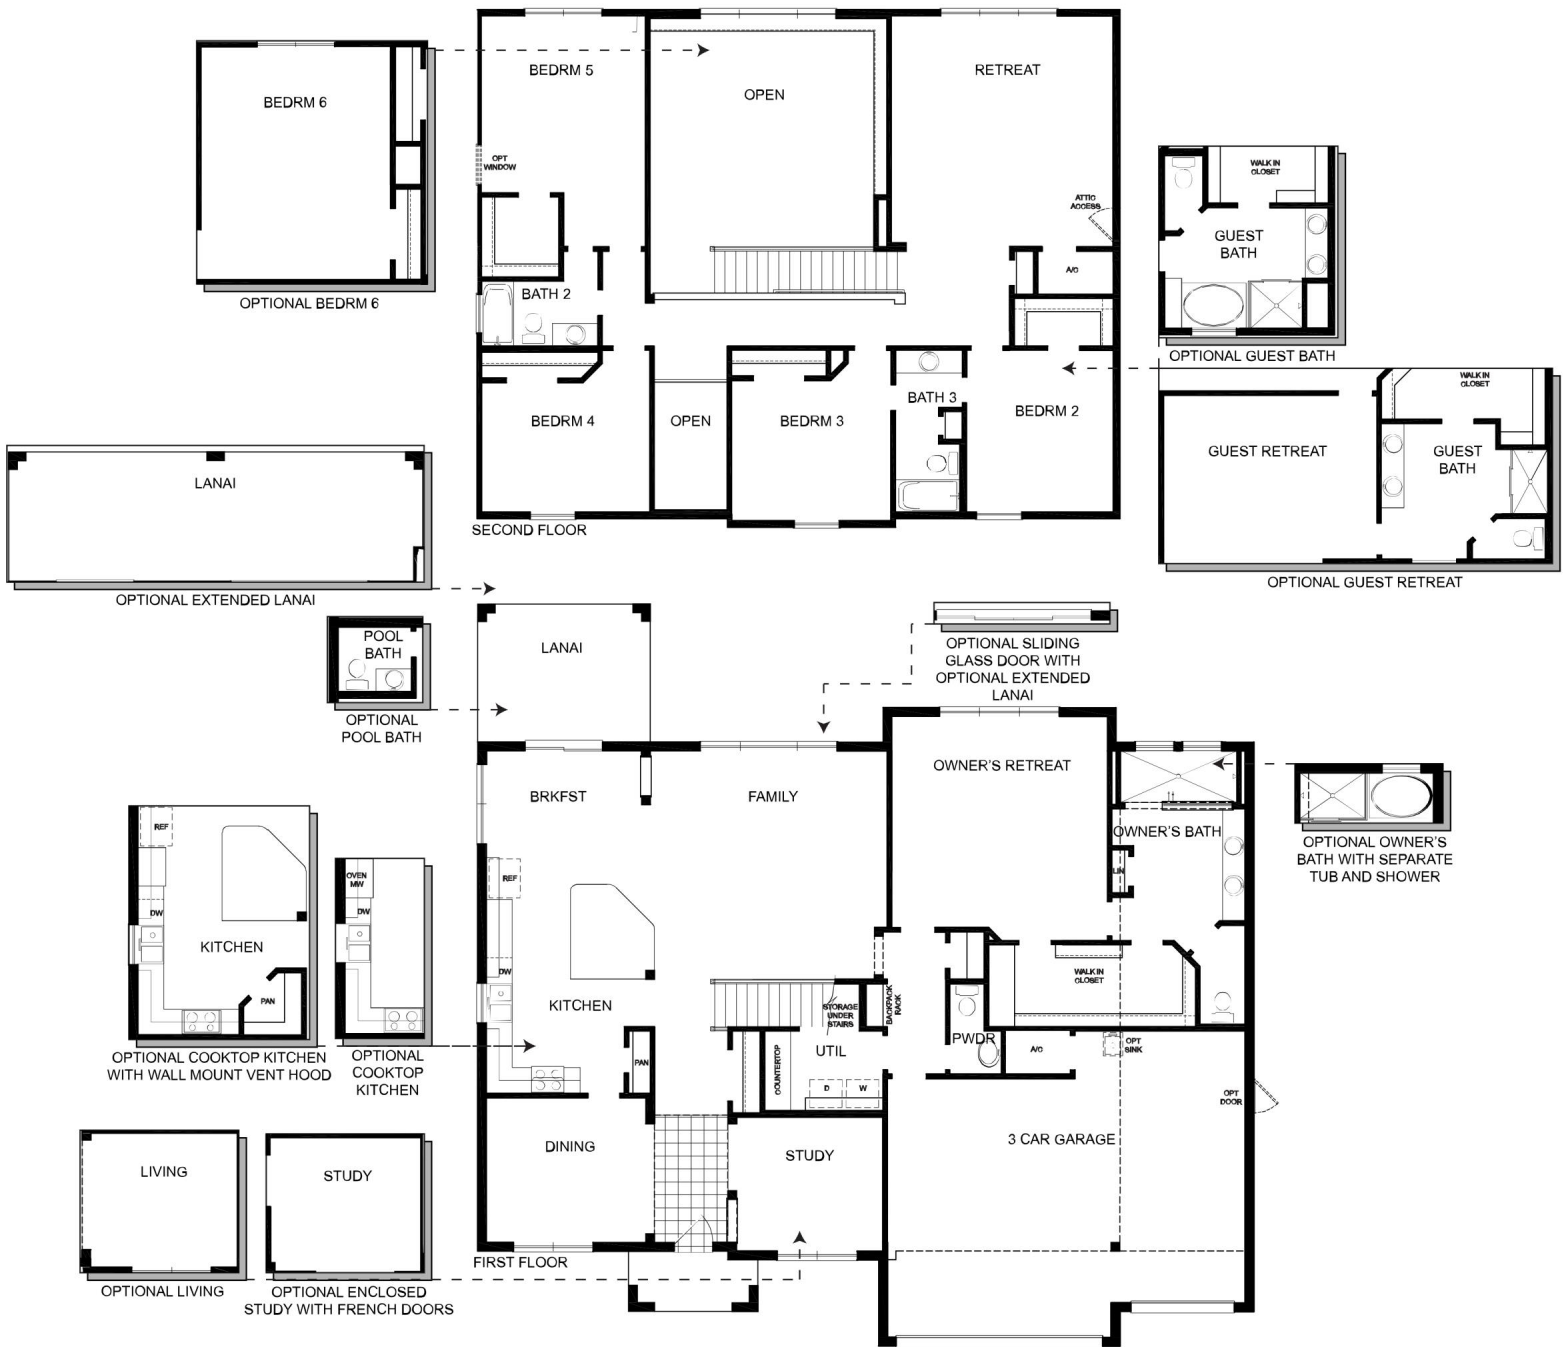 BEDRM 6
OPTIONAL BEDRM 6
BEDRM 5
OPT
WINDOW
OPEN
RETREAT
ATTIC
ACCESS
A/C
BATH 2
BEDRM 4
OPEN
BEDRM 3
BATH 3
BEDRM 2
SECOND FLOOR
WALK IN
CLOSET
GUEST
BATH
OPTIONAL GUEST BATH
WALK IN
CLOSET
GUEST RETREAT
GUEST
BATH
OPTIONAL GUEST RETREAT
LANAI
OPTIONAL EXTENDED LANAI
POOL
BATH
OPTIONAL
POOL BATH
LANAI
OPTIONAL SLIDING
GLASS DOOR WITH
OPTIONAL EXTENDED
LANAI
OWNER'S RETREAT
BRKFST
FAMILY
OWNER'S BATH
LIN
OPTIONAL OWNER'S
BATH WITH SEPARATE
TUB AND SHOWER
REF
DW
KITCHEN
PAN
OPTIONAL COOKTOP KITCHEN
WITH WALL MOUNT VENT HOOD
OVEN
MW
DW
OPTIONAL
COOKTOP
KITCHEN
REF
DW
KITCHEN
PAN
WALK IN
CLOSET
STORAGE
UNDER
STAIRS
BACKPACK
RACK
PWDR
A/C
OPT
SINK
UTIL
COUNTERTOP
D
W
OPT
DOOR
DINING
STUDY
3 CAR GARAGE
FIRST FLOOR
LIVING
OPTIONAL LIVING
STUDY
OPTIONAL ENCLOSED
STUDY WITH FRENCH DOORS